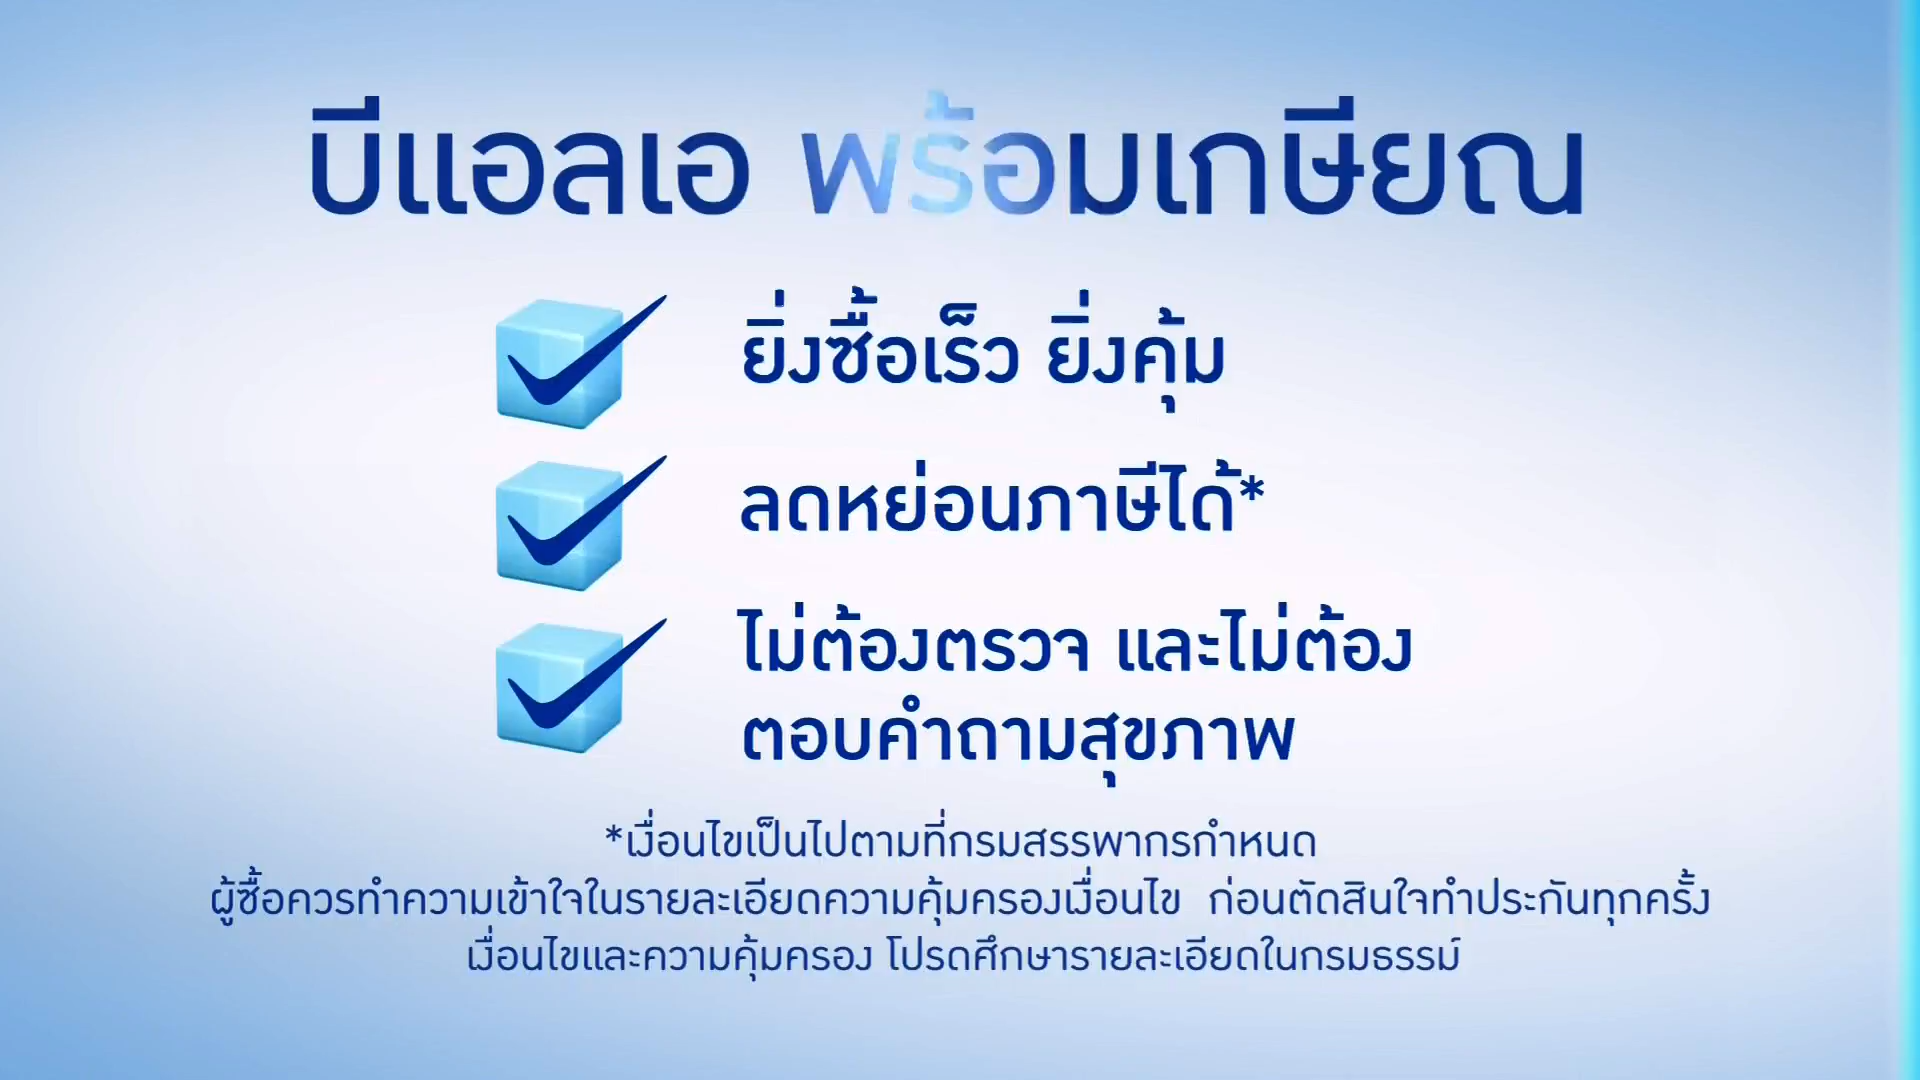 บีแอลเอ พร้อมเกษียณ
ยิ่งซื้อเร็ว ยิ่งคุ้ม
ลดหย่อนภาษีได้*
ไม่ต้องตรวจ และไม่ต้อง
ตอบคำถามสุขภาพ
*เงื่อนไขเป็นไปตามที่กรมสรรพากรกำหนด
ผู้ซื้อควรทำความเข้าใจในรายละเอียดความคุ้มครองเงื่อนไข ก่อนตัดสินใจทำประกันทุกครั้ง
เงื่อนไขและความคุ้มครอง โปรดศึกษารายละเอียดในกรมธรรม์